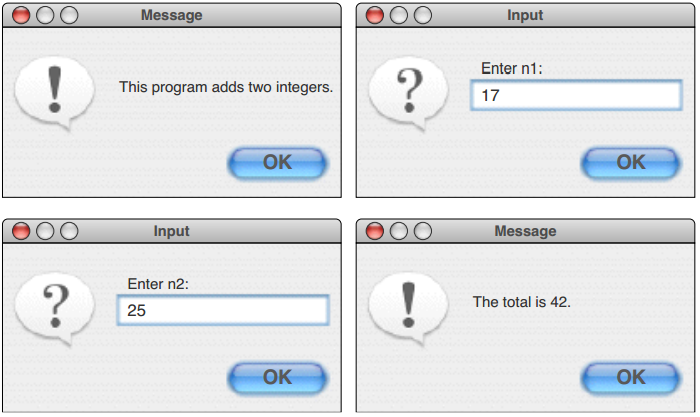 Message
This program adds two integers.
OK
Input
Enter n1:
17
OK
Input
Enter n2:
25
OK
Message
The total is 42.
OK